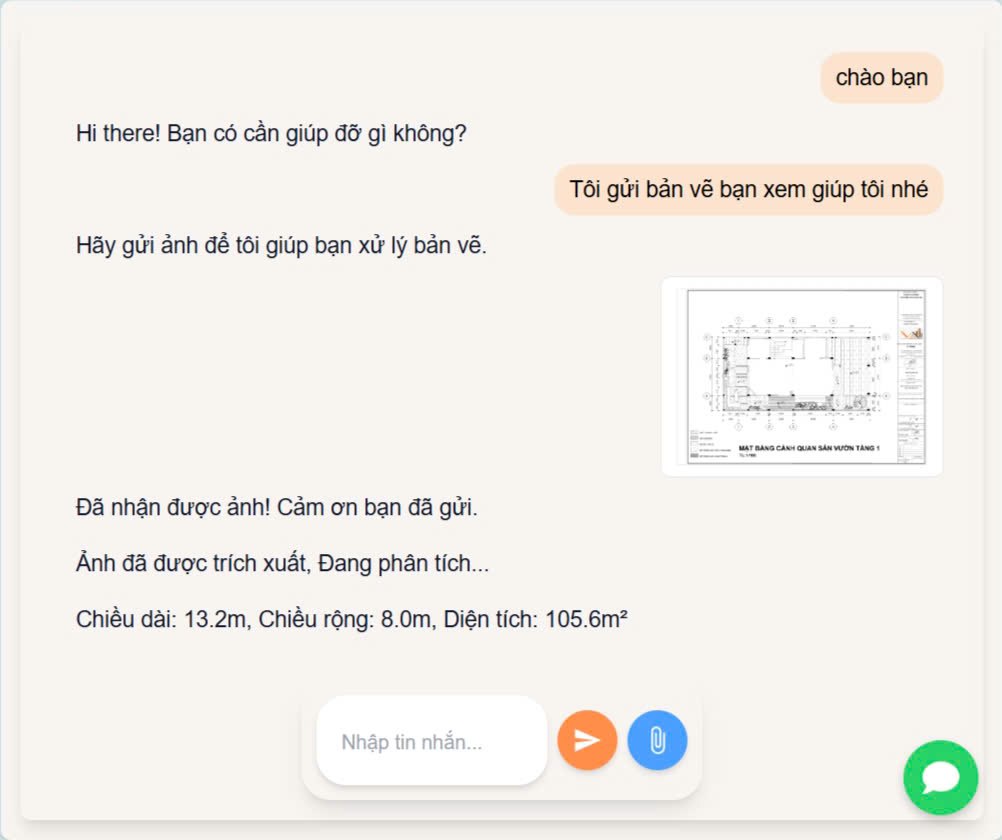 chào bạn
Hi there! Bạn có cần giúp đỡ gì không?
Tôi gửi bản vẽ bạn xem giúp tôi nhé
Hãy gửi ảnh để tôi giúp bạn xử lý bản vẽ.
MẶT BẰNG CẢNH QUAN SÂN VƯỜN TẦNG 1
Đã nhận được ảnh! Cảm ơn bạn đã gửi.
Ảnh đã được trích xuất, Đang phân tích...
Chiều dài: 13.2m, Chiều rộng: 8.0m, Diện tích: 105.6m²
Nhập tin nhắn...